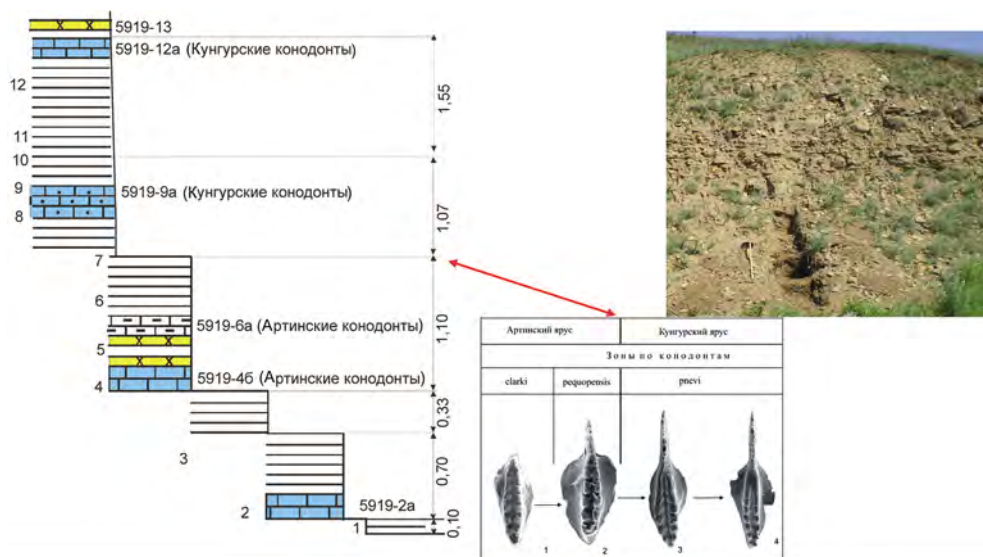 5919-13
5919-12а (Кунгурские конодонты)
12
1,55
11
10
9
5919-9а (Кунгурские конодонты)
8
1,07
7
6
5919-6а (Артинские конодонты)
1,10
5
5919-4б (Артинские конодонты)
4
0,33
3
0,70
2
5919-2а
1
0,10
Артинский ярус
Кунгурский ярус
Зоны по конодонтам
clarki
pequopensis
pnevi
1
2
3
4